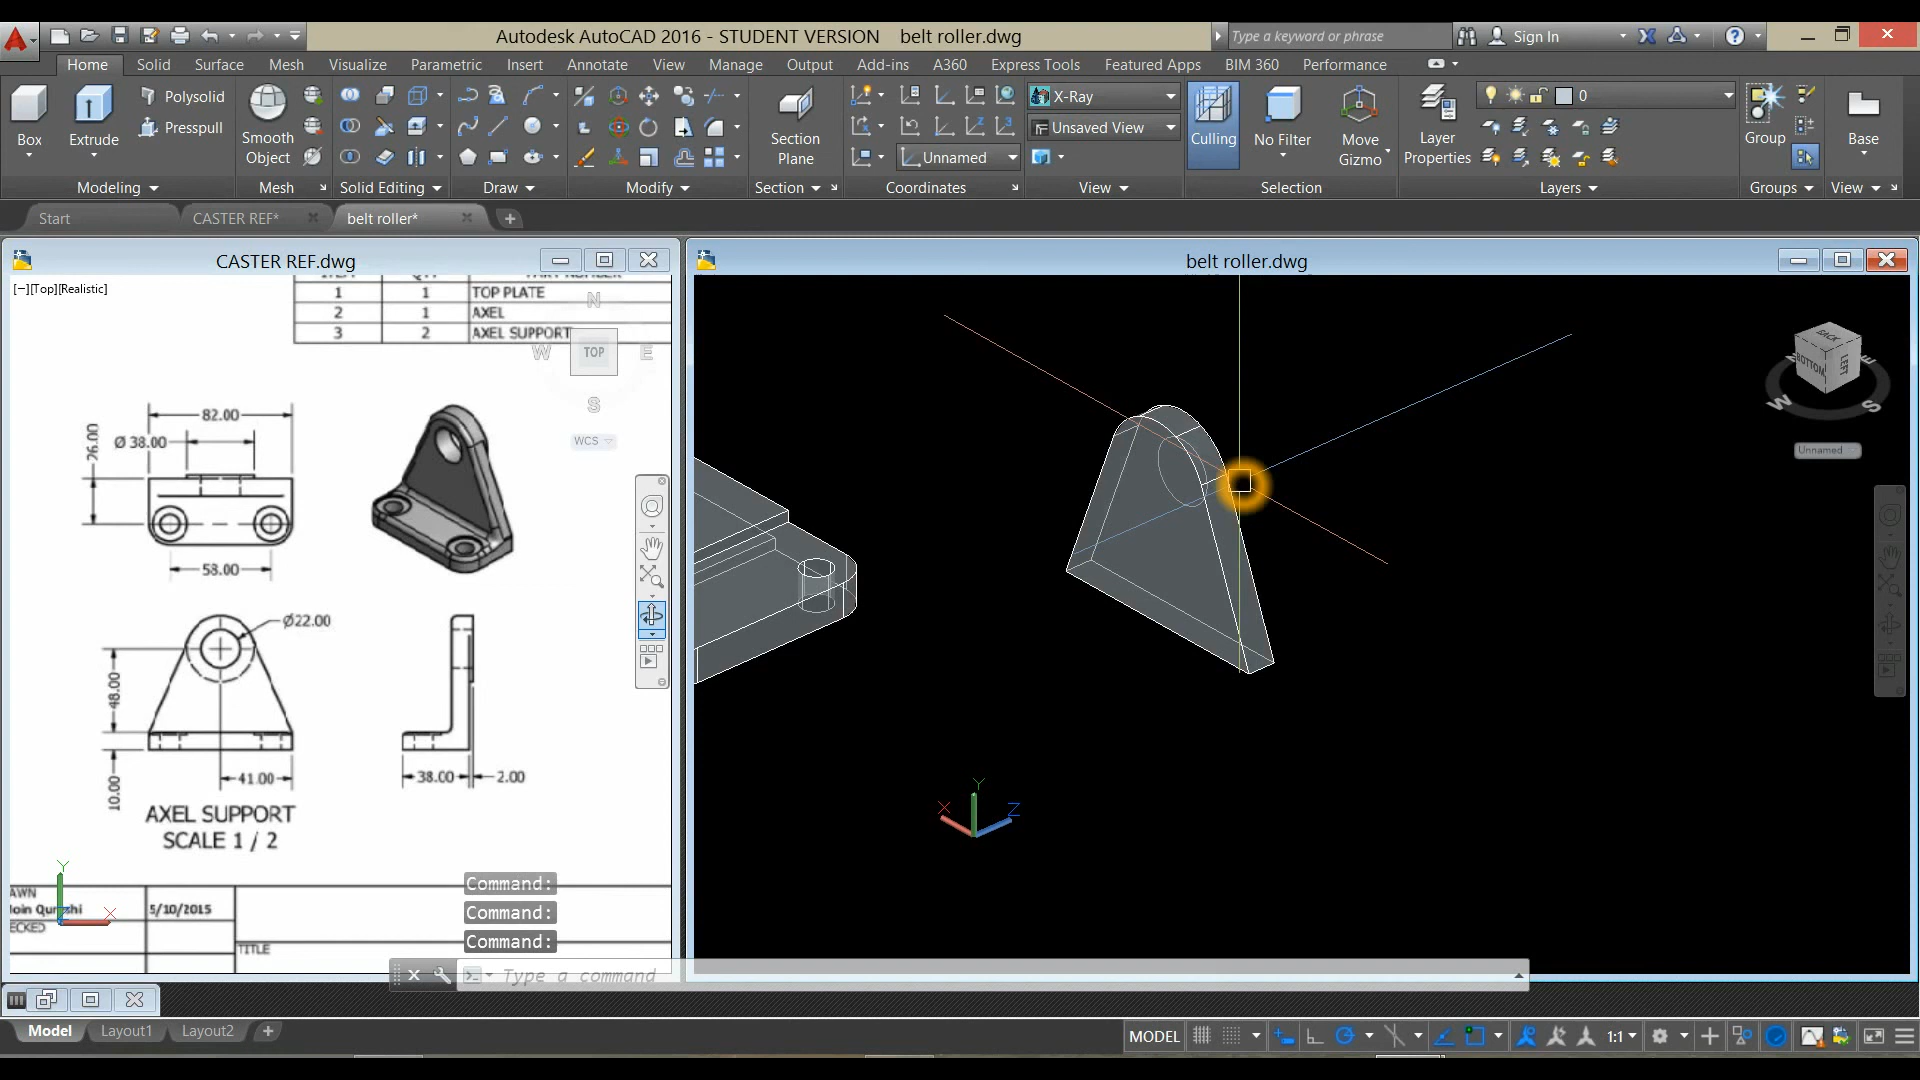 Autodesk AutoCAD 2016 - STUDENT VERSION belt roller.dwg
Type a keyword or phrase
Sign In
Home Solid Surface Mesh Visualize Parametric Insert Annotate View Manage Output Add-ins A360 Express Tools Featured Apps BIM 360 Performance
Box
Extrude
Polysolid
Presspull
Smooth Object
Section Plane
Unnamed
X-Ray
Unsaved View
Culling
No Filter
Move Gizmo
Layer Properties
0
Group
Base
Modeling Mesh Solid Editing Draw Modify Section Coordinates View Selection Layers Groups View
Start CASTER REF* belt roller*
CASTER REF.dwg
[−][Top][Realistic]
PART NUMBER
1 1 TOP PLATE
2 1 AXEL
3 2 AXEL SUPPORT
N
W TOP E
S
WCS
82.00
Ø 38.00
26.00
58.00
Ø22.00
48.00
10.00
41.00
38.00
2.00
AXEL SUPPORT
SCALE 1 / 2
5/10/2015
ECKED
TITLE
Y
X
belt roller.dwg
BACK
BOTTOM
LEFT
E
W
S
Unnamed
X Y Z
Command:
Command:
Command:
Type a command
Model Layout1 Layout2
MODEL
1:1